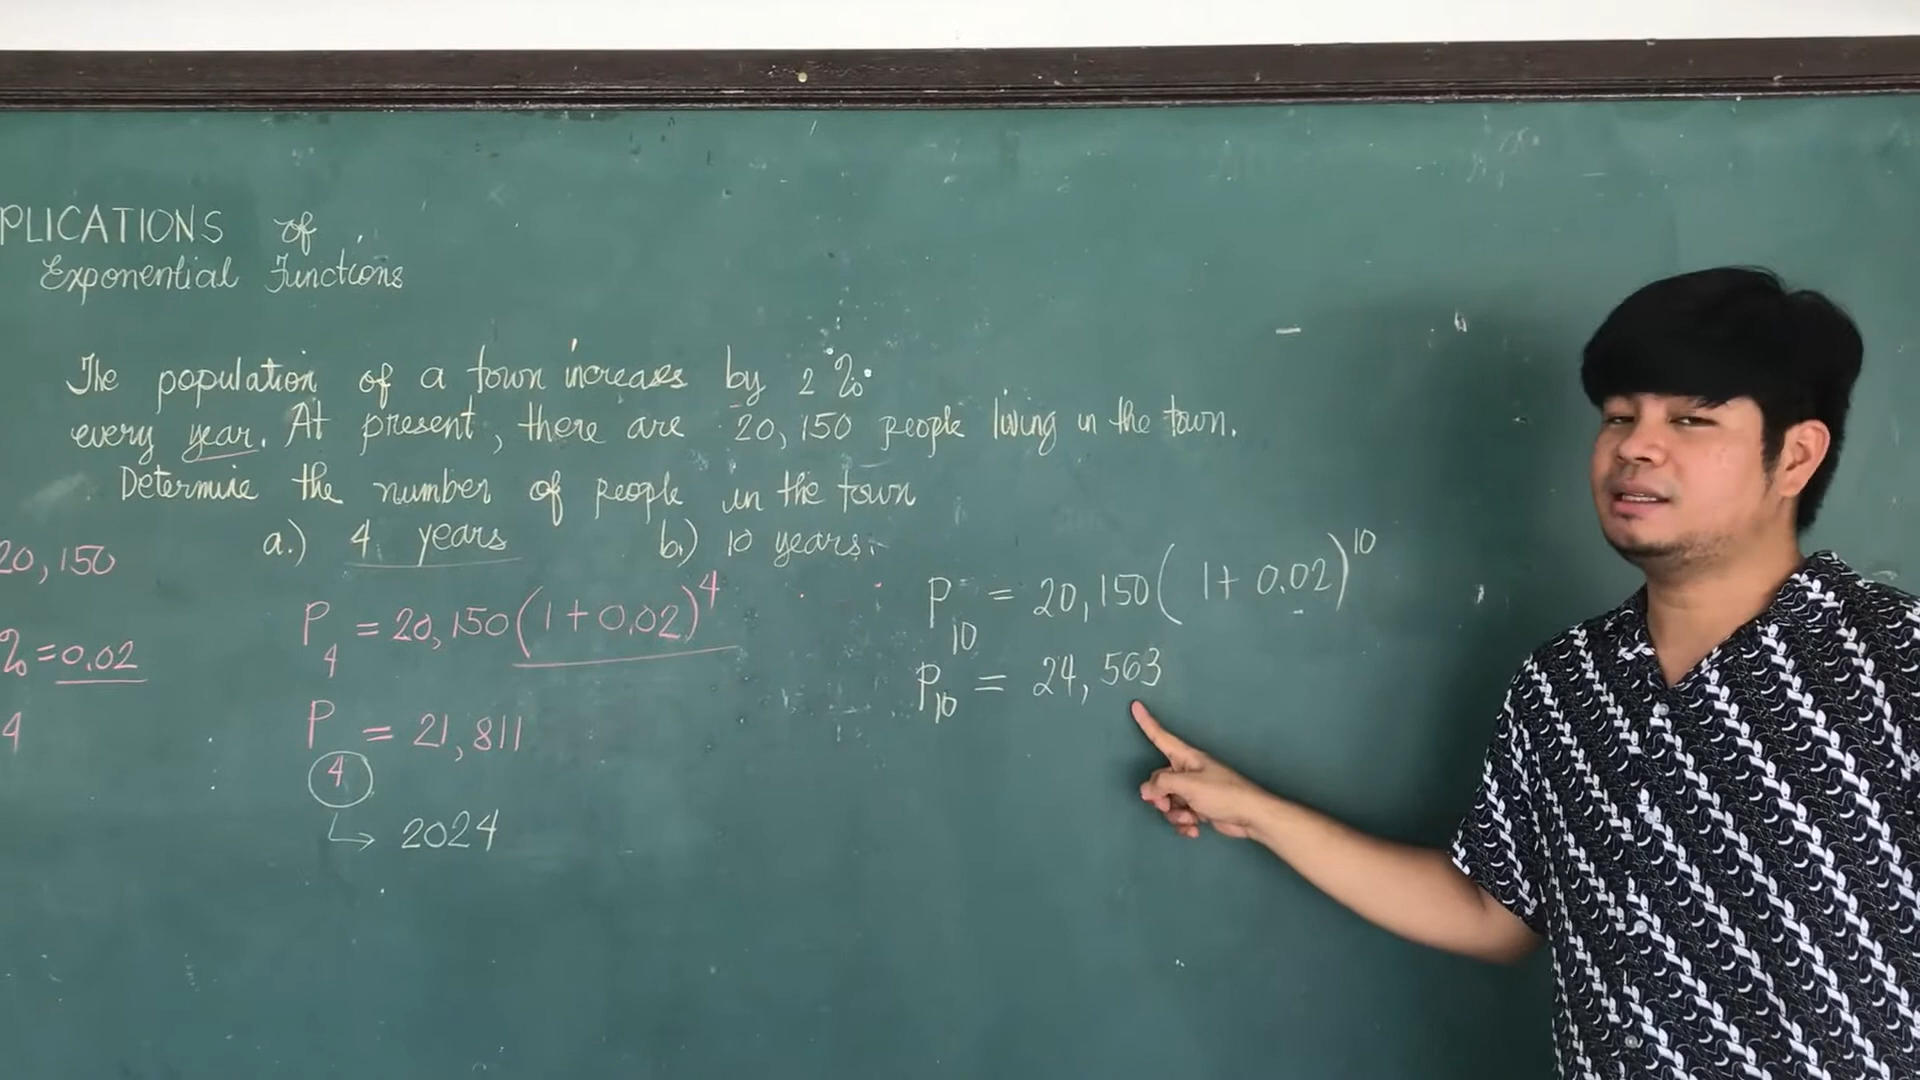 PLICATIONS of
Exponential Functions
The population of a town increases by 2%
every year. At present, there are 20,150 people living in the town.
Determine the number of people in the town
a.) 4 years b.) 10 years.
20,150
% = 0.02
4
P₄ = 20,150(1+0.02)⁴
P₄ = 21,811
2024
P₁₀ = 20,150(1+0.02)¹⁰
P₁₀ = 24,563